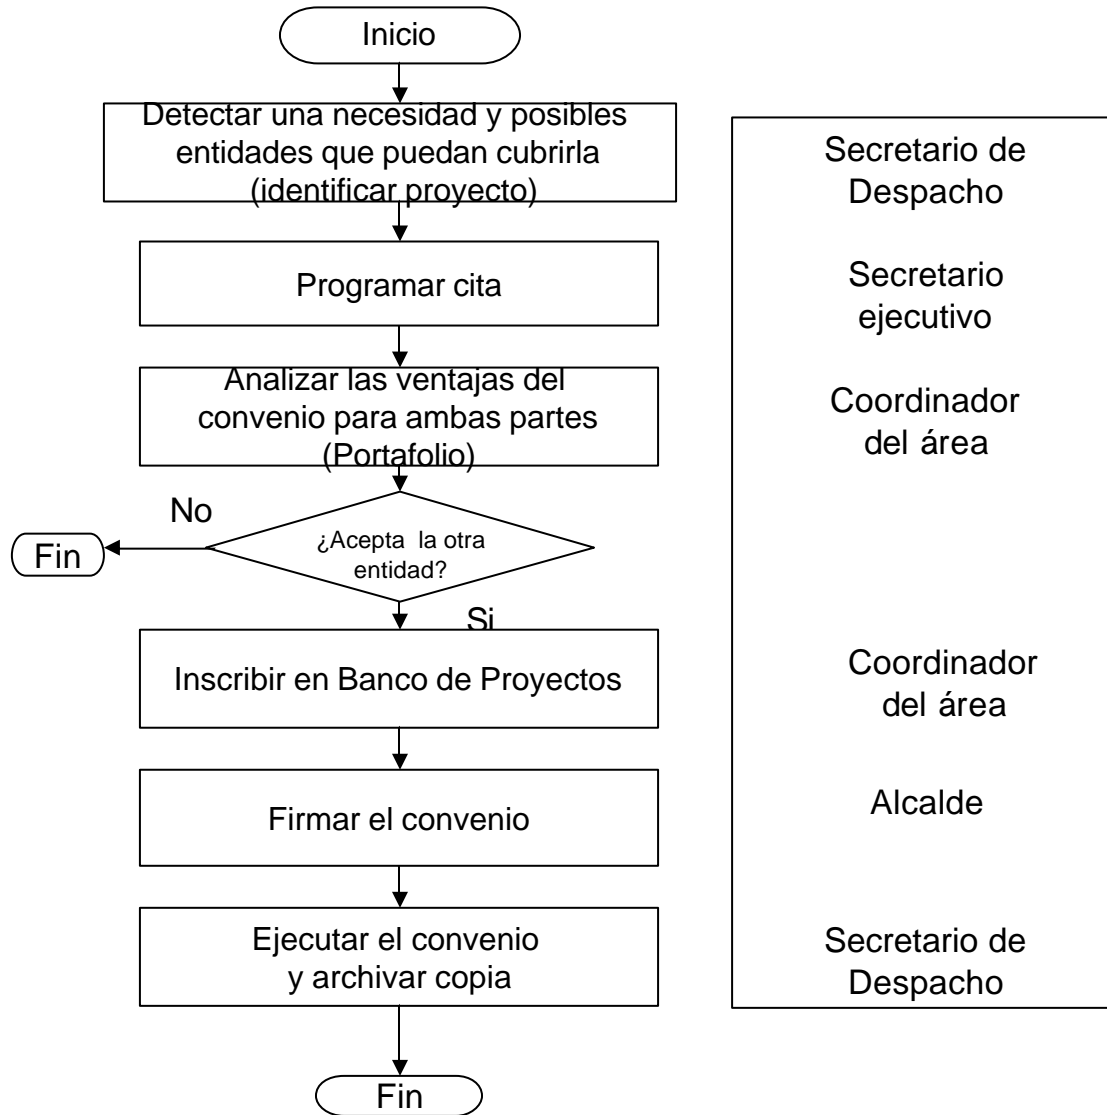 Inicio
Detectar una necesidad y posibles
entidades que puedan cubrirla
(identificar proyecto)
Secretario de
Despacho
Programar cita
Secretario
ejecutivo
Analizar las ventajas del
convenio para ambas partes
(Portafolio)
Coordinador
del área
No
Fin
¿Acepta la otra
entidad?
Si
Inscribir en Banco de Proyectos
Coordinador
del área
Firmar el convenio
Alcalde
Ejecutar el convenio
y archivar copia
Secretario de
Despacho
Fin